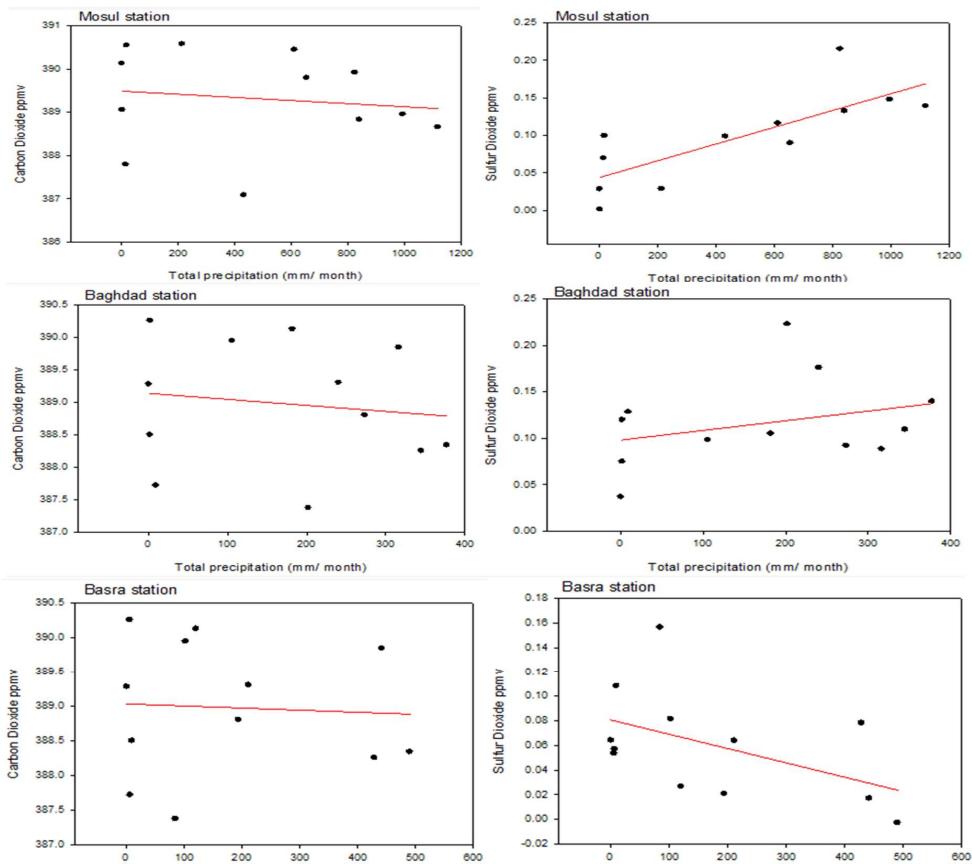 Mosul station
Carbon Dioxide ppmv
391
390
389
388
387
386
0 200 400 600 800 1000 1200
Total precipitation (mm/ month)
Mosul station
Sulfur Dioxide ppmv
0.25
0.20
0.15
0.10
0.05
0.00
0 200 400 600 800 1000 1200
Total precipitation (mm/ month)
Baghdad station
Carbon Dioxide ppmv
390.5
390.0
389.5
389.0
388.5
388.0
387.5
387.0
0 100 200 300 400
Total precipitation (mm/ month)
Baghdad station
Sulfur Dioxide ppmv
0.25
0.20
0.15
0.10
0.05
0.00
0 100 200 300 400
Total precipitation (mm/ month)
Basra station
Carbon Dioxide ppmv
390.5
390.0
389.5
389.0
388.5
388.0
387.5
387.0
0 100 200 300 400 500 600
Basra station
Sulfur Dioxide ppmv
0.18
0.16
0.14
0.12
0.10
0.08
0.06
0.04
0.02
0.00
-0.02
0 100 200 300 400 500 600